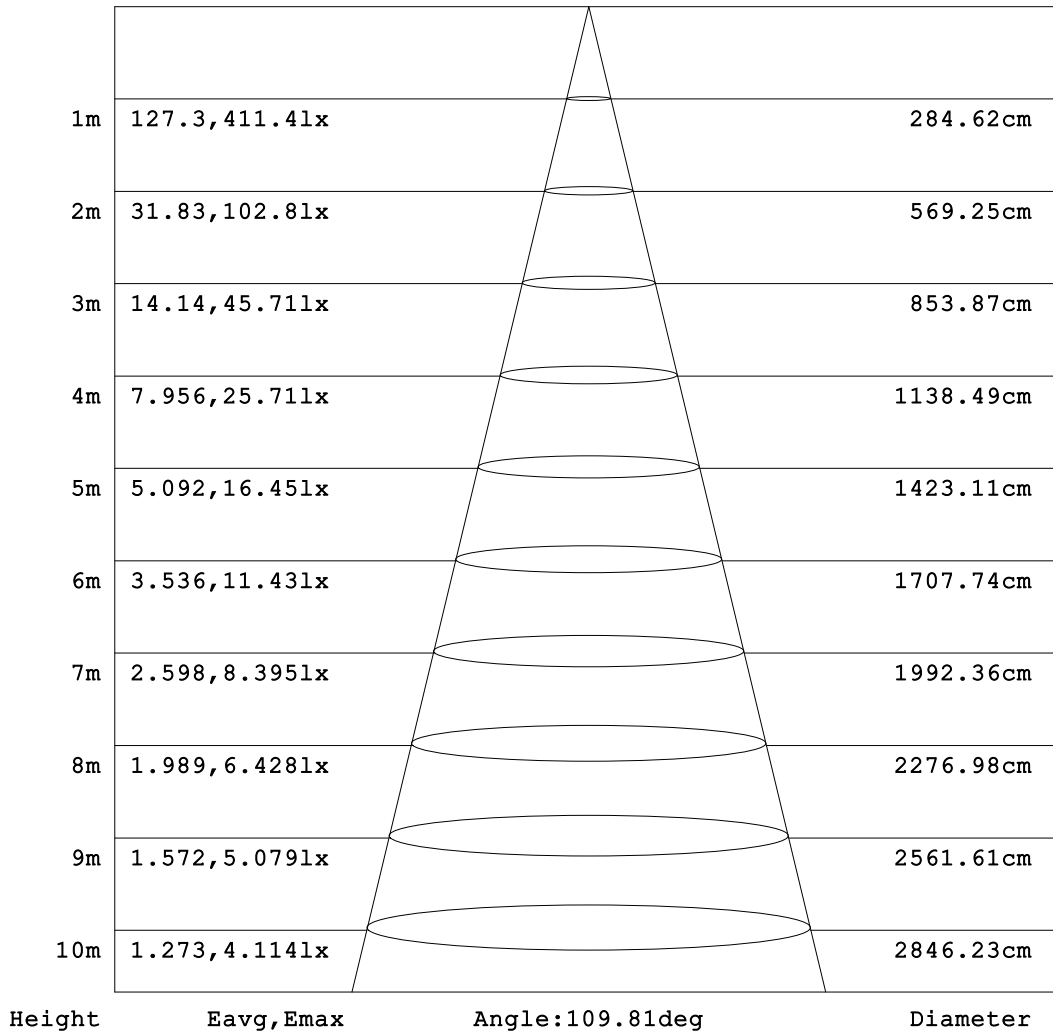 1m 127.3,411.4lx 284.62cm
2m 31.83,102.8lx 569.25cm
3m 14.14,45.71lx 853.87cm
4m 7.956,25.71lx 1138.49cm
5m 5.092,16.45lx 1423.11cm
6m 3.536,11.43lx 1707.74cm
7m 2.598,8.395lx 1992.36cm
8m 1.989,6.428lx 2276.98cm
9m 1.572,5.079lx 2561.61cm
10m 1.273,4.114lx 2846.23cm
Height Eavg,Emax Angle:109.81deg Diameter